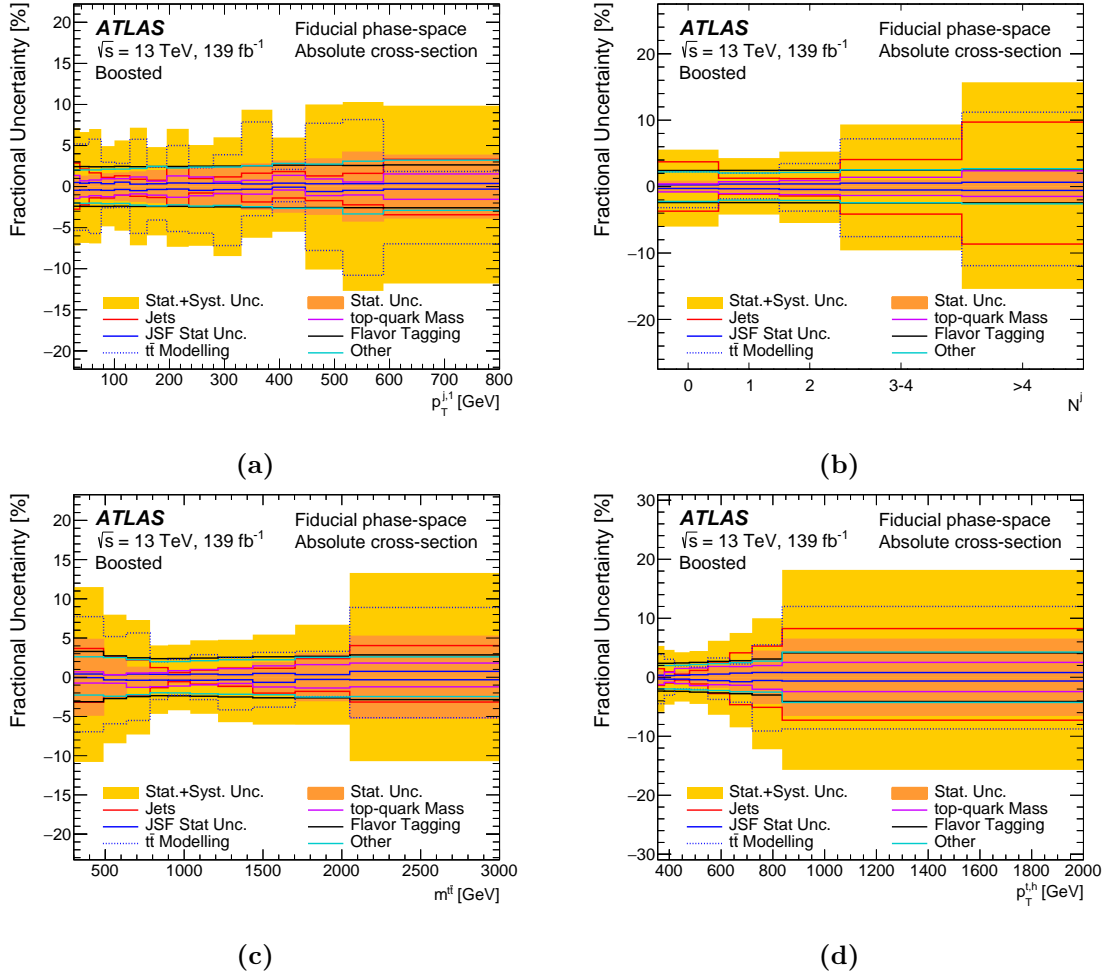 Fractional Uncertainty [%]
ATLAS
√s = 13 TeV, 139 fb⁻¹
Boosted
Fiducial phase-space
Absolute cross-section
20
15
10
5
0
−5
−10
−15
−20
Stat.+Syst. Unc.
Stat. Unc.
Jets
top-quark Mass
JSF Stat Unc.
Flavor Tagging
tt̄ Modelling
Other
100 200 300 400 500 600 700 800
p_T^{j,1} [GeV]
(a)
Fractional Uncertainty [%]
ATLAS
√s = 13 TeV, 139 fb⁻¹
Boosted
Fiducial phase-space
Absolute cross-section
20
10
0
−10
−20
Stat.+Syst. Unc.
Stat. Unc.
Jets
top-quark Mass
JSF Stat Unc.
Flavor Tagging
tt̄ Modelling
Other
0 1 2 3-4 >4
N^j
(b)
Fractional Uncertainty [%]
ATLAS
√s = 13 TeV, 139 fb⁻¹
Boosted
Fiducial phase-space
Absolute cross-section
20
15
10
5
0
−5
−10
−15
−20
Stat.+Syst. Unc.
Stat. Unc.
Jets
top-quark Mass
JSF Stat Unc.
Flavor Tagging
tt̄ Modelling
Other
500 1000 1500 2000 2500 3000
m^{tt̄} [GeV]
(c)
Fractional Uncertainty [%]
ATLAS
√s = 13 TeV, 139 fb⁻¹
Boosted
Fiducial phase-space
Absolute cross-section
30
20
10
0
−10
−20
−30
Stat.+Syst. Unc.
Stat. Unc.
Jets
top-quark Mass
JSF Stat Unc.
Flavor Tagging
tt̄ Modelling
Other
400 600 800 1000 1200 1400 1600 1800 2000
p_T^{t,h} [GeV]
(d)